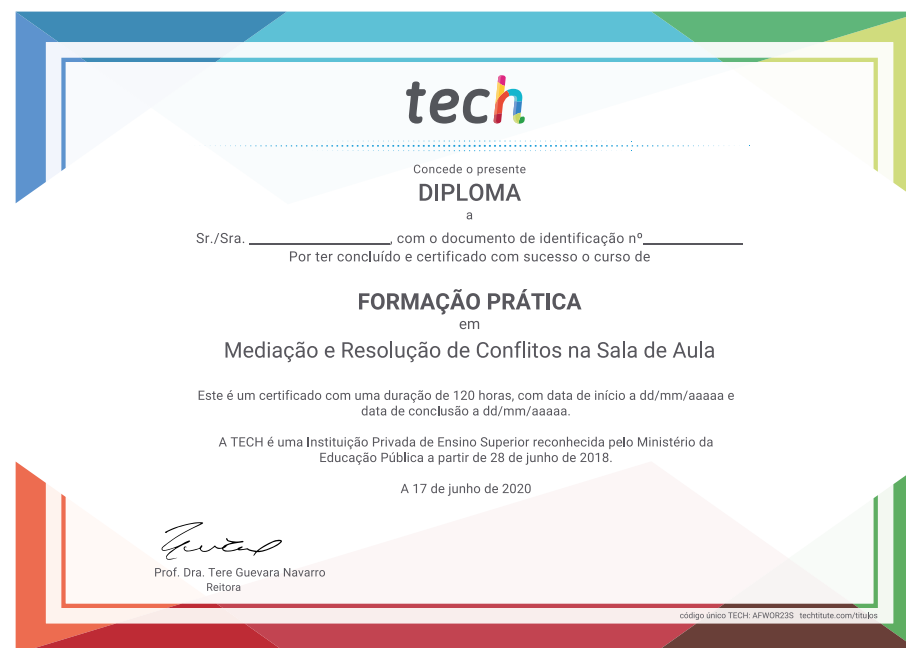 tech
Concede o presente
DIPLOMA
a
Sr./Sra. ____________________, com o documento de identificação nº______________
Por ter concluído e certificado com sucesso o curso de
FORMAÇÃO PRÁTICA
em
Mediação e Resolução de Conflitos na Sala de Aula
Este é um certificado com uma duração de 120 horas, com data de início a dd/mm/aaaaa e
data de conclusão a dd/mm/aaaaa.
A TECH é uma Instituição Privada de Ensino Superior reconhecida pelo Ministério da
Educação Pública a partir de 28 de junho de 2018.
A 17 de junho de 2020
Prof. Dra. Tere Guevara Navarro
Reitora
código único TECH: AFWOR23S techtitute.com/titulos